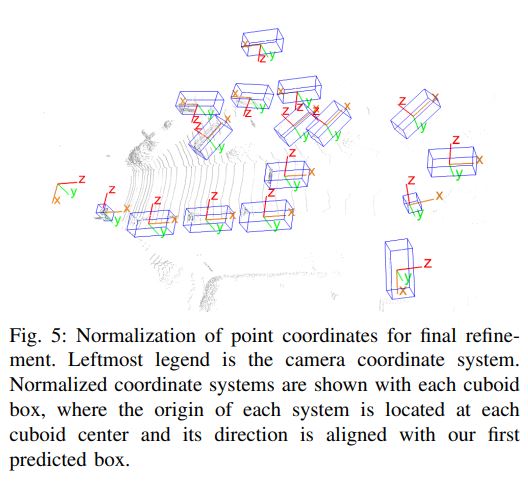 Fig. 5: Normalization of point coordinates for final refine-
ment. Leftmost legend is the camera coordinate system.
Normalized coordinate systems are shown with each cuboid
box, where the origin of each system is located at each
cuboid center and its direction is aligned with our first
predicted box.